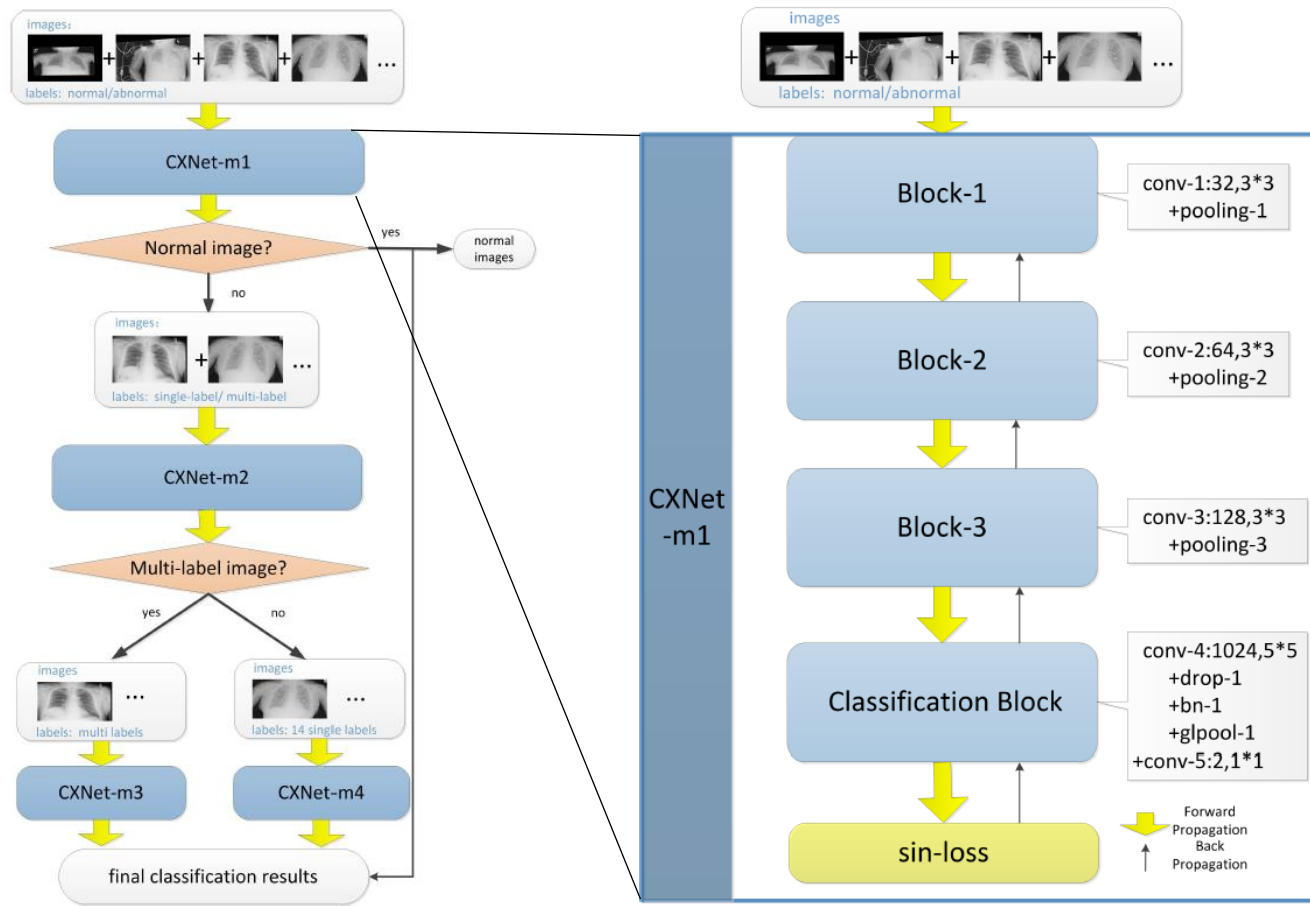 images:
+ + + ...
labels: normal/abnormal
CXNet-m1
Normal image?
yes
normal
images
no
images:
+ ...
labels: single-label/ multi-label
CXNet-m2
Multi-label image?
yes
no
images
...
labels: multi labels
images
...
labels: 14 single labels
CXNet-m3
CXNet-m4
final classification results
images
+ + + ...
labels: normal/abnormal
CXNet
-m1
Block-1
conv-1:32,3*3
+pooling-1
Block-2
conv-2:64,3*3
+pooling-2
Block-3
conv-3:128,3*3
+pooling-3
Classification Block
conv-4:1024,5*5
+drop-1
+bn-1
+glpool-1
+conv-5:2,1*1
sin-loss
Forward
Propagation
Back
Propagation